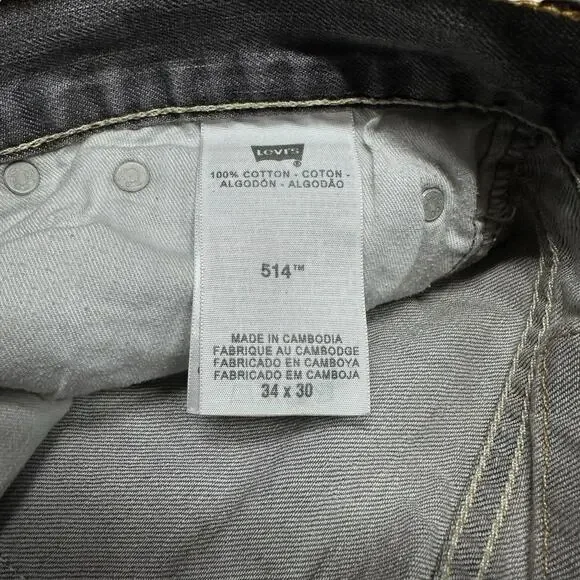 Levi's
®
100% COTTON - COTON -
ALGODÓN - ALGODÃO
514™
MADE IN CAMBODIA
FABRIQUE AU CAMBODGE
FABRICADO EN CAMBOYA
FABRICADO EM CAMBOJA
34 x 30